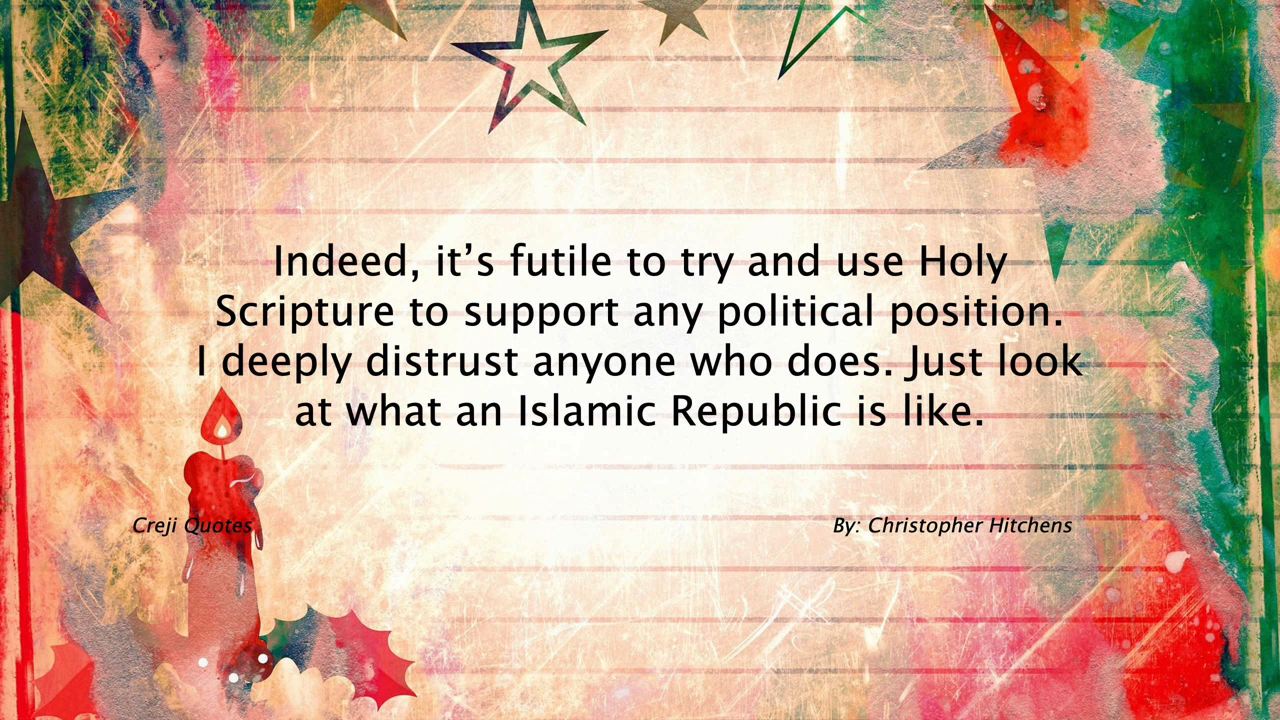 Indeed, it’s futile to try and use Holy
Scripture to support any political position.
I deeply distrust anyone who does. Just look
at what an Islamic Republic is like.
Creji Quotes
By: Christopher Hitchens